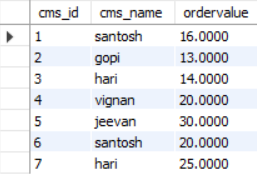 cms_id cms_name ordervalue
1 santosh 16.0000
2 gopi 13.0000
3 hari 14.0000
4 vignan 20.0000
5 jeevan 30.0000
6 santosh 20.0000
7 hari 25.0000